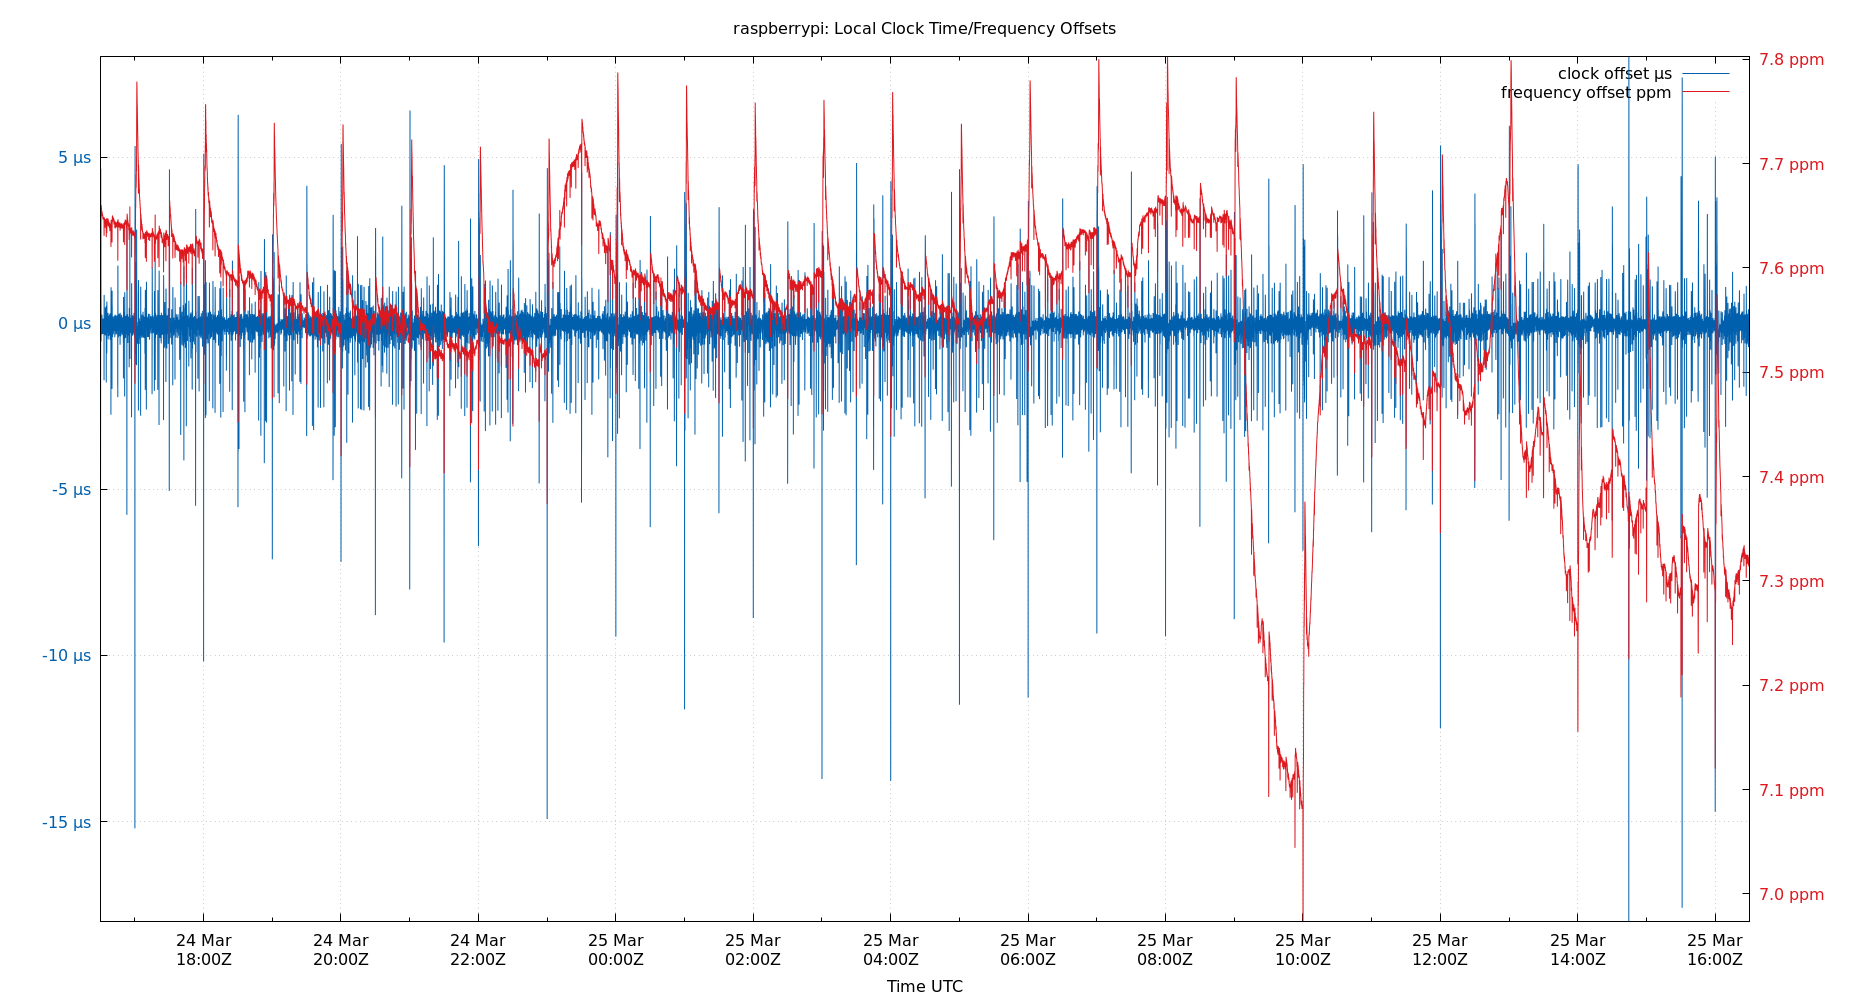 raspberrypi: Local Clock Time/Frequency Offsets
clock offset µs
frequency offset ppm
5 µs
0 µs
-5 µs
-10 µs
-15 µs
7.8 ppm
7.7 ppm
7.6 ppm
7.5 ppm
7.4 ppm
7.3 ppm
7.2 ppm
7.1 ppm
7.0 ppm
24 Mar
18:00Z
24 Mar
20:00Z
24 Mar
22:00Z
25 Mar
00:00Z
25 Mar
02:00Z
25 Mar
04:00Z
25 Mar
06:00Z
25 Mar
08:00Z
25 Mar
10:00Z
25 Mar
12:00Z
25 Mar
14:00Z
25 Mar
16:00Z
Time UTC